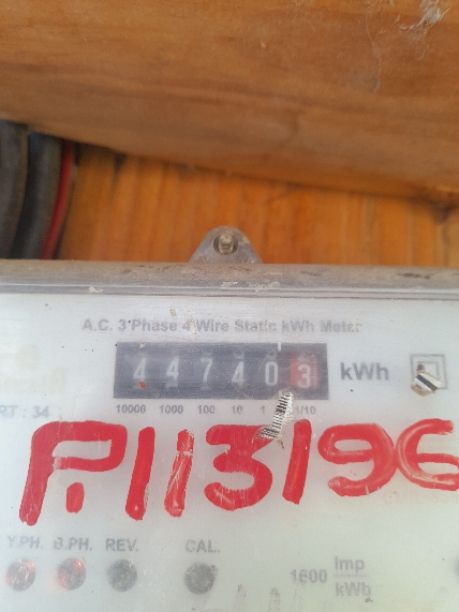 A.C. 3 Phase 4 Wire Static kWh Meter
447403 kWh
10000 1000 100 10 1 1/10
RT : 34
P.113196
Y.PH. B.PH. REV. CAL.
1600 Imp/kWh